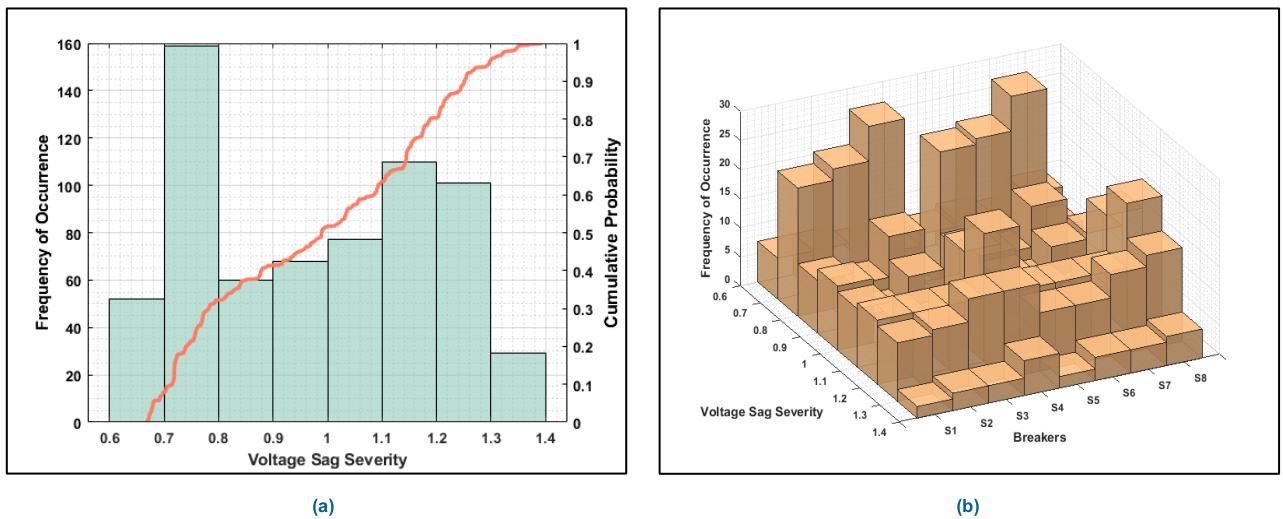 160
140
120
100
80
60
40
20
0
Frequency of Occurrence
1
0.9
0.8
0.7
0.6
0.5
0.4
0.3
0.2
0.1
0
Cumulative Probability
0.6 0.7 0.8 0.9 1 1.1 1.2 1.3 1.4
Voltage Sag Severity
(a)
30
25
20
15
10
5
0
Frequency of Occurrence
0.6
0.7
0.8
0.9
1
1.1
1.2
1.3
1.4
Voltage Sag Severity
S1
S2
S3
S4
S5
S6
S7
S8
Breakers
(b)